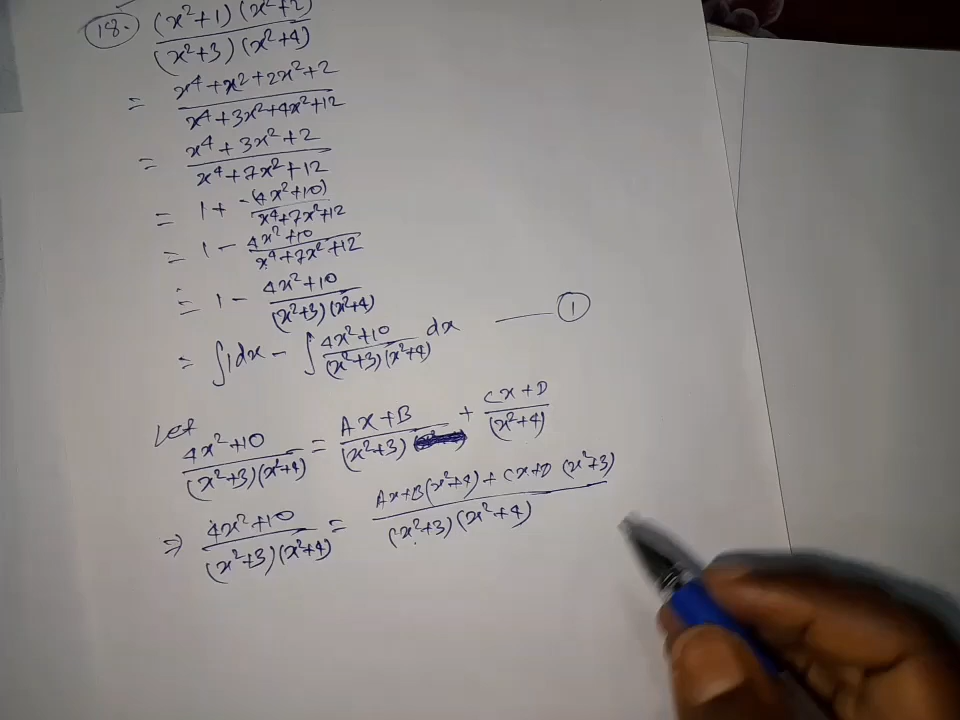 18. (x²+1)(x²+2) / (x²+3)(x²+4)
= x⁴+x²+2x²+2 / x⁴+3x²+4x²+12
= x⁴+3x²+2 / x⁴+7x²+12
= 1 + -(4x²+10) / x⁴+7x²+12
= 1 - 4x²+10 / x⁴+7x²+12
= 1 - 4x²+10 / (x²+3)(x²+4)
= ∫1dx - ∫ 4x²+10 / (x²+3)(x²+4) dx —— 1
Let
4x²+10 / (x²+3)(x²+4) = Ax+B / (x²+3) + Cx+D / (x²+4)
⇒ 4x²+10 / (x²+3)(x²+4) = Ax+B(x²+4) + Cx+D (x²+3) / (x²+3)(x²+4)